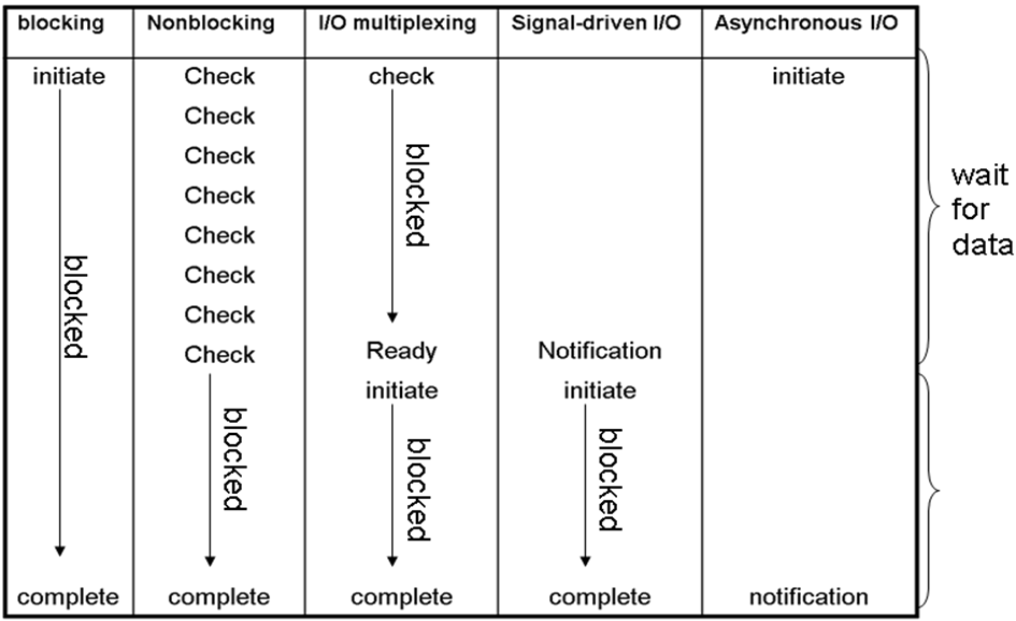 blocking Nonblocking I/O multiplexing Signal-driven I/O Asynchronous I/O
initiate Check check initiate
Check
Check
Check
Check
Check
Check
Check
blocked
blocked
Ready Notification
initiate initiate
blocked
blocked
blocked
complete complete complete complete notification
wait
for
data